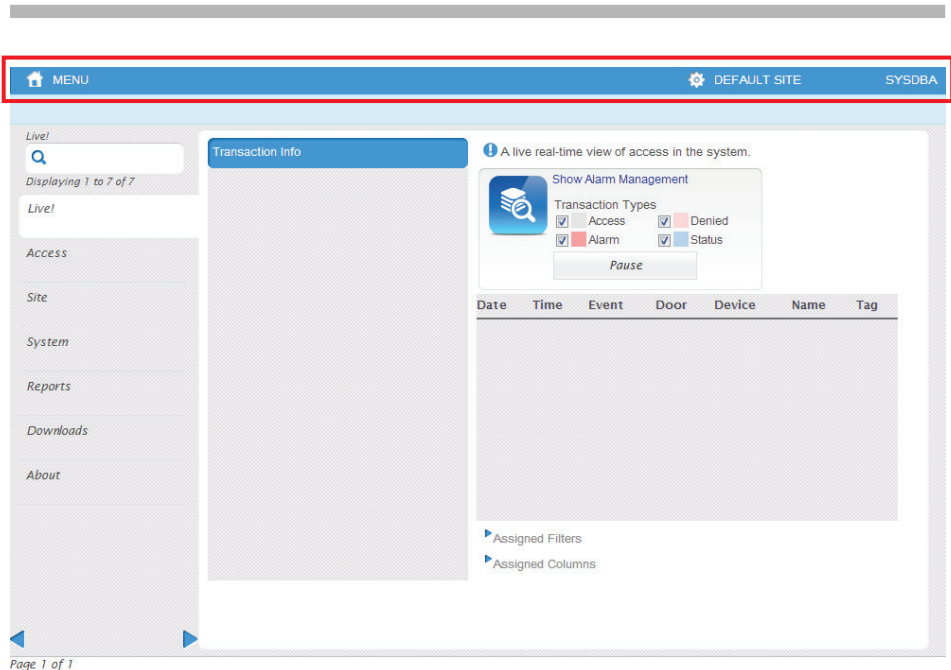 MENU
DEFAULT SITE
SYSDBA
Live!
Displaying 1 to 7 of 7
Live!
Access
Site
System
Reports
Downloads
About
Page 1 of 1
Transaction Info
A live real-time view of access in the system.
Show Alarm Management
Transaction Types
Access Denied
Alarm Status
Pause
Date Time Event Door Device Name Tag
Assigned Filters
Assigned Columns